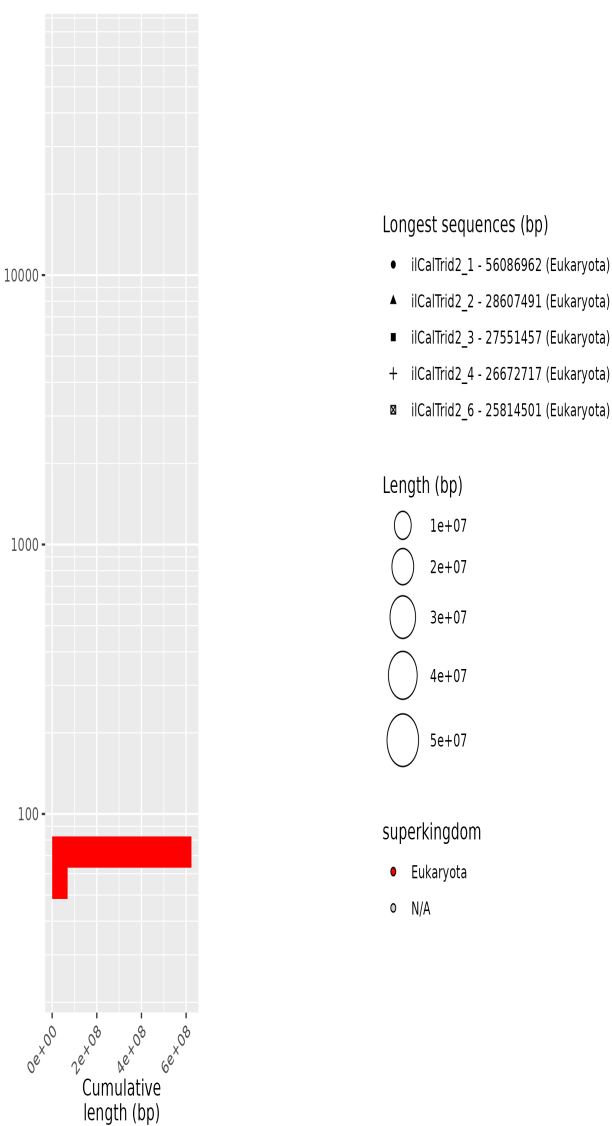 10000
1000
100
0e+00
2e+08
4e+08
6e+08
Cumulative
length (bp)
Longest sequences (bp)
ilCalTrid2_1 - 56086962 (Eukaryota)
ilCalTrid2_2 - 28607491 (Eukaryota)
ilCalTrid2_3 - 27551457 (Eukaryota)
ilCalTrid2_4 - 26672717 (Eukaryota)
ilCalTrid2_6 - 25814501 (Eukaryota)
Length (bp)
1e+07
2e+07
3e+07
4e+07
5e+07
superkingdom
Eukaryota
N/A